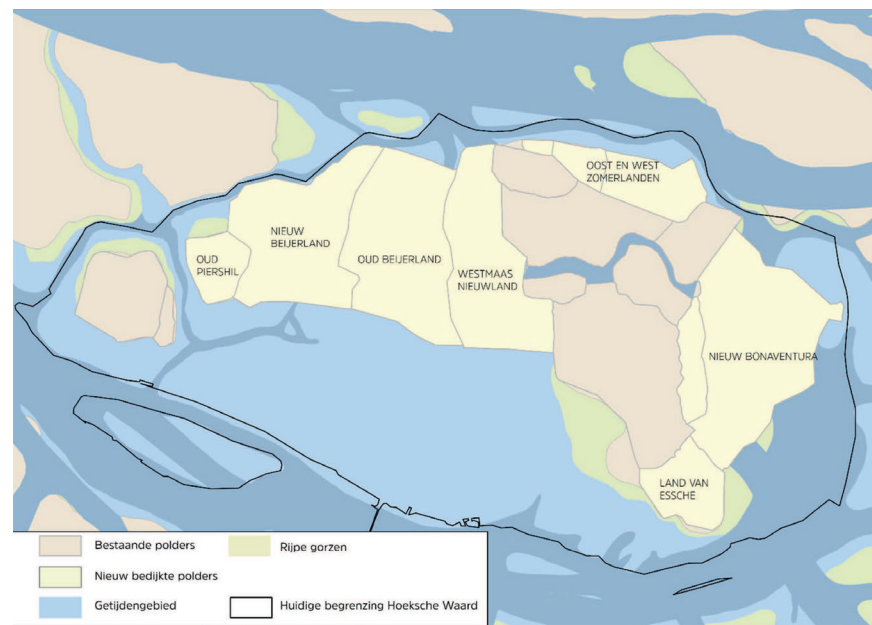 OOST EN WEST
ZOMERLANDEN
NIEUW
BEIJERLAND
OUD BEIJERLAND
OUD
PIERSHIL
WESTMAAS
NIEUWLAND
NIEUW BONAVENTURA
LAND VAN
ESSCHE
Bestaande polders
Rijpe gorzen
Nieuw bedijkte polders
Getijdengebied
Huidige begrenzing Hoeksche Waard